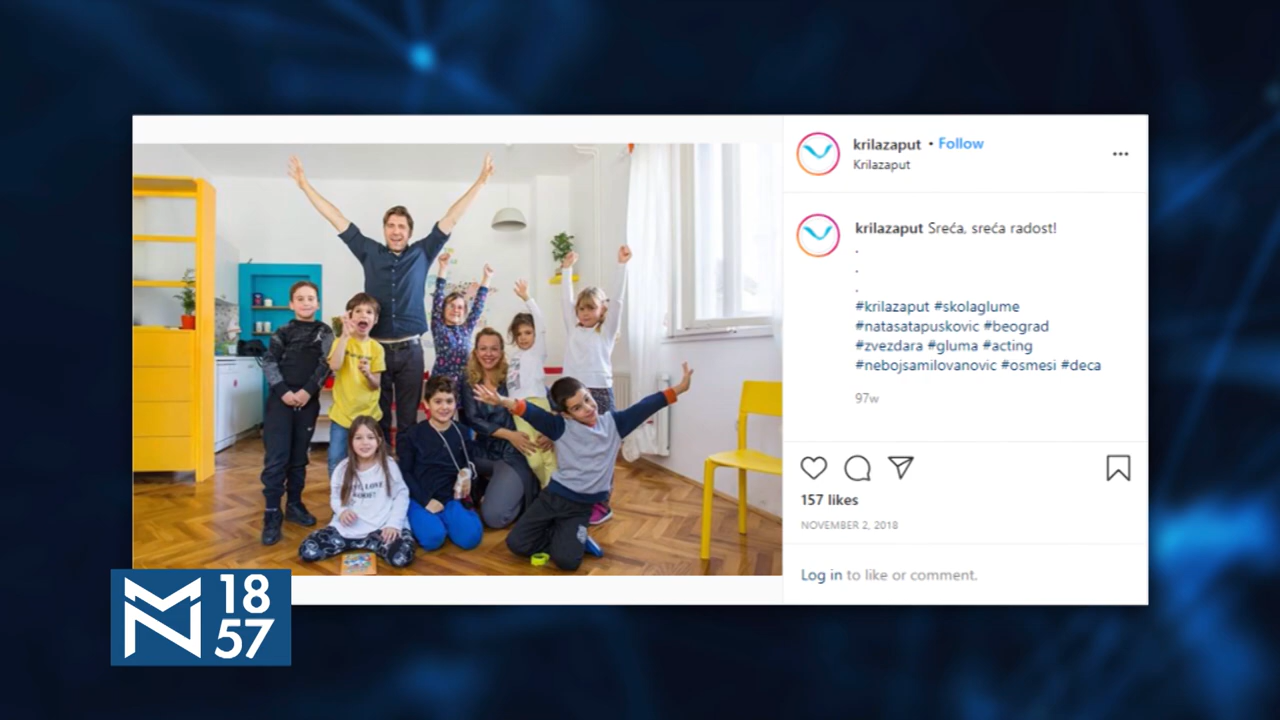 krilazaput • Follow
Krilazaput
krilazaput Sreća, sreća radost!
.
.
.
#krilazaput #skolaglume
#natasatapuskovic #beograd
#zvezdara #gluma #acting
#nebojsamilovanovic #osmesi #deca
97w
157 likes
NOVEMBER 2, 2018
Log in to like or comment.
18
57